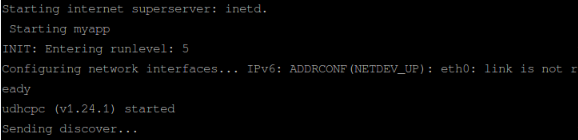 Starting internet superserver: inetd.
Starting myapp
INIT: Entering runlevel: 5
Configuring network interfaces... IPv6: ADDRCONF(NETDEV_UP): eth0: link is not r
eady
udhcpc (v1.24.1) started
Sending discover...